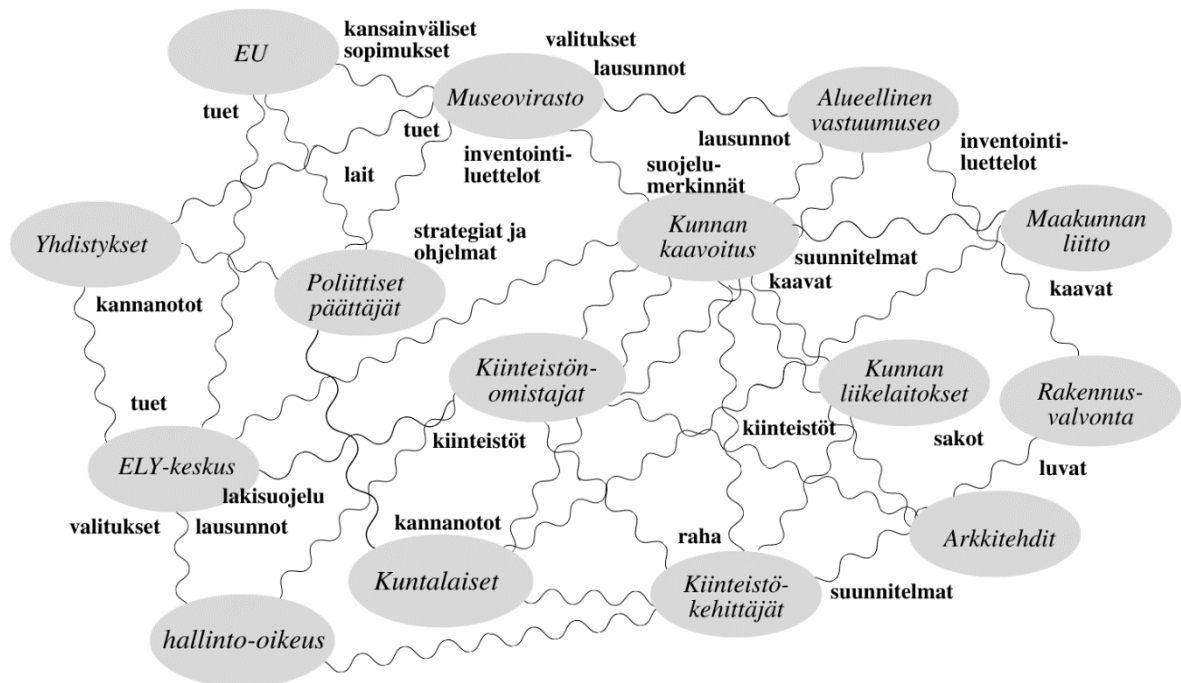 EU
kansainväliset
sopimukset
valitukset
lausunnot
Museovirasto
Alueellinen
vastuumuseo
tuet
tuet
lait
inventointi-
luettelot
lausunnot
inventointi-
luettelot
suojelu-
merkinnät
Yhdistykset
Kunnan
kaavoitus
Maakunnan
liitto
strategiat ja
ohjelmat
suunnitelmat
kaavat
kaavat
kannanotot
Poliittiset
päättäjät
Kiinteistön-
omistajat
Kunnan
liikelaitokset
Rakennus-
valvonta
tuet
kiinteistöt
kiinteistöt
sakot
luvat
ELY-keskus
lakisuojelu
valitukset
lausunnot
kannanotot
raha
Arkkitehdit
Kuntalaiset
Kiinteistö-
kehittäjät
suunnitelmat
hallinto-oikeus